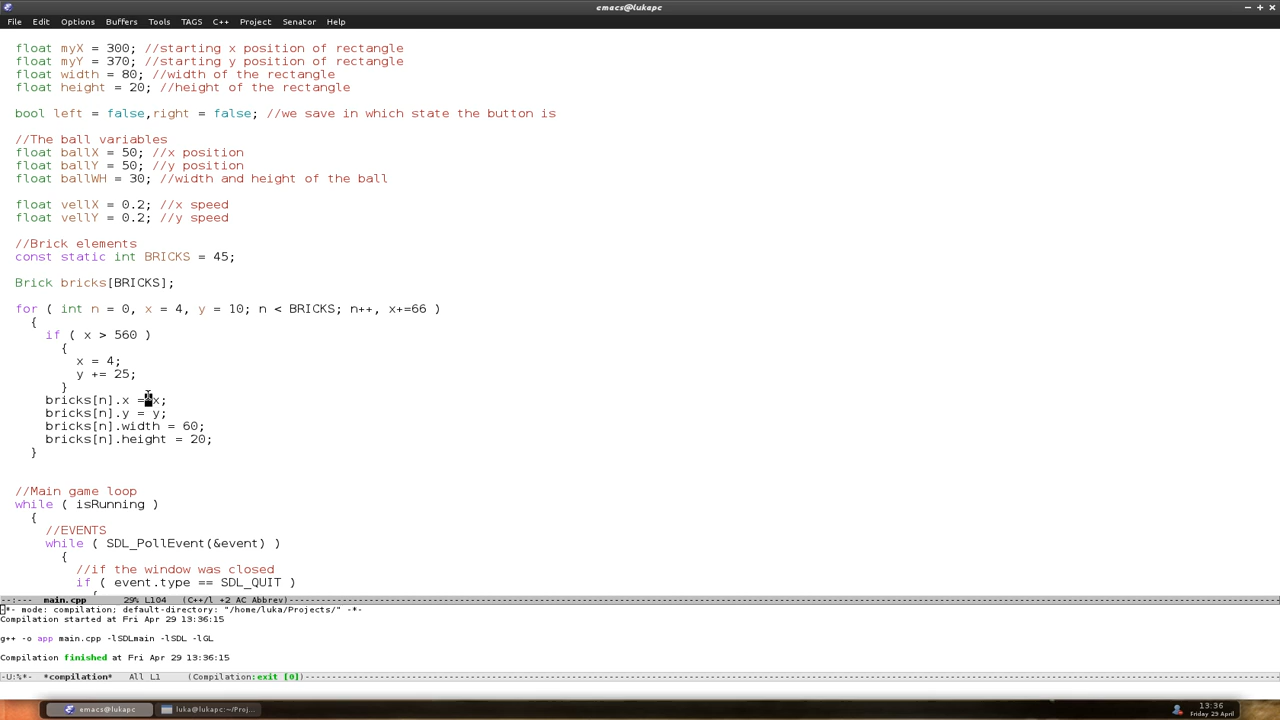 emacs@lukapc
File Edit Options Buffers Tools TAGS C++ Project Senator Help
float myX = 300; //starting x position of rectangle
float myY = 370; //starting y position of rectangle
float width = 80; //width of the rectangle
float height = 20; //height of the rectangle
bool left = false,right = false; //we save in which state the button is
//The ball variables
float ballX = 50; //x position
float ballY = 50; //y position
float ballWH = 30; //width and height of the ball
float vellX = 0.2; //x speed
float vellY = 0.2; //y speed
//Brick elements
const static int BRICKS = 45;
Brick bricks[BRICKS];
for ( int n = 0, x = 4, y = 10; n < BRICKS; n++, x+=66 )
{
if ( x > 560 )
{
x = 4;
y += 25;
}
bricks[n].x = x;
bricks[n].y = y;
bricks[n].width = 60;
bricks[n].height = 20;
}
//Main game loop
while ( isRunning )
{
//EVENTS
while ( SDL_PollEvent(&event) )
{
//if the window was closed
if ( event.type == SDL_QUIT )
--:--- main.cpp 29% L104 (C++/l +2 AC Abbrev)
-*- mode: compilation; default-directory: "/home/luka/Projects/" -*-
Compilation started at Fri Apr 29 13:36:15
g++ -o app main.cpp -lSDLmain -lSDL -lGL
Compilation finished at Fri Apr 29 13:36:15
-U:%*- *compilation* All L1 (Compilation:exit [0])
emacs@lukapc luka@lukapc:~/Proj... 13:36
Friday 29 April